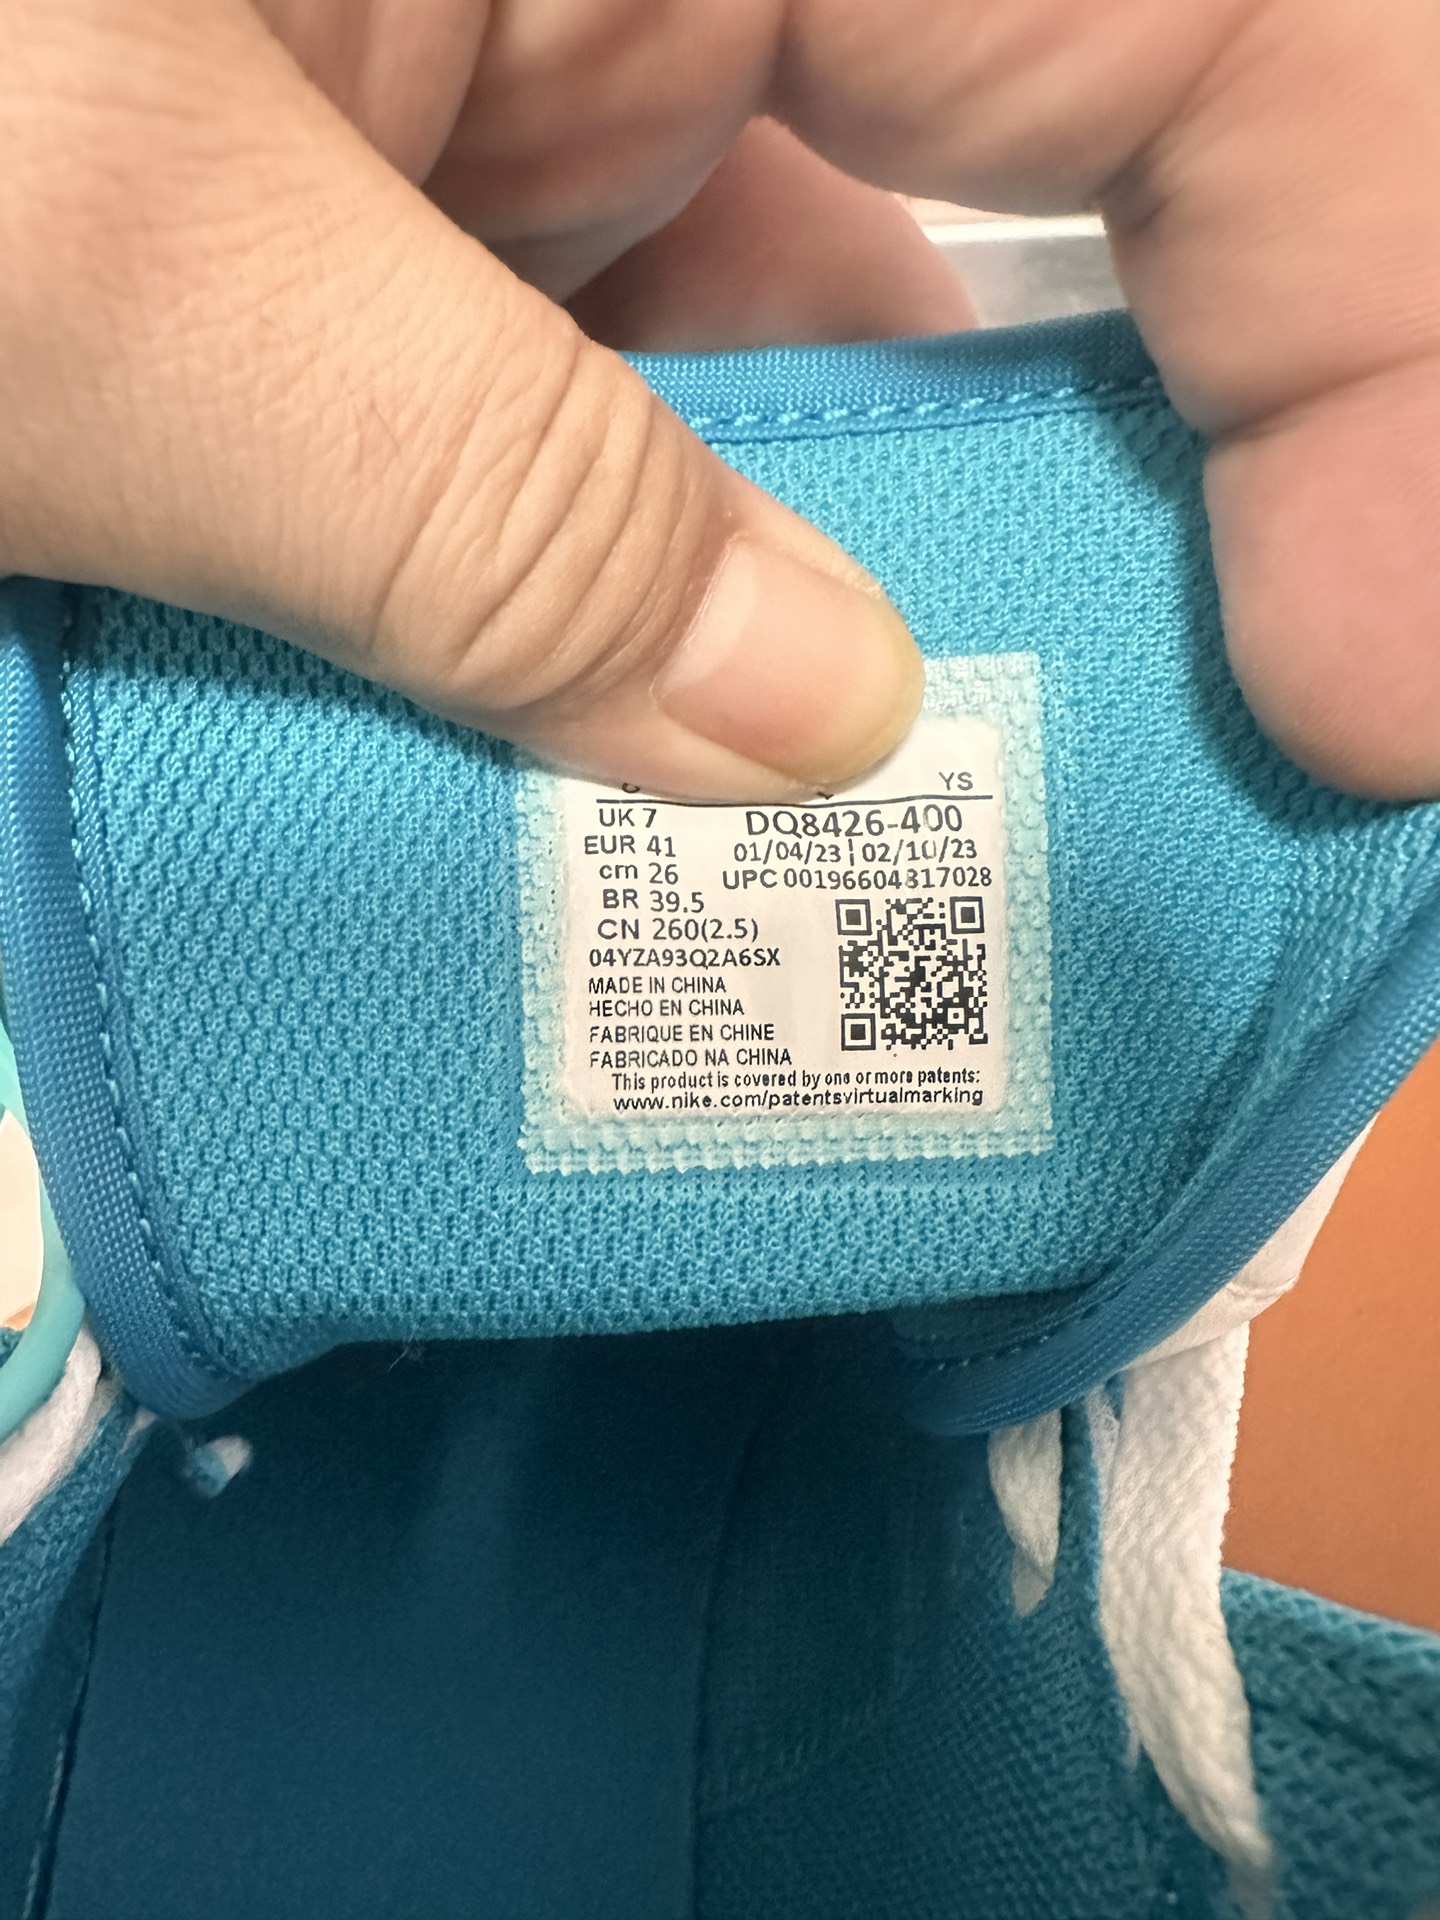 YS
UK 7
DQ8426-400
EUR 41
01/04/23 | 02/10/23
cm 26
UPC 00196604817028
BR 39.5
CN 260(2.5)
04YZA93Q2A6SX
MADE IN CHINA
HECHO EN CHINA
FABRIQUE EN CHINE
FABRICADO NA CHINA
This product is covered by one or more patents:
www.nike.com/patentsvirtualmarking